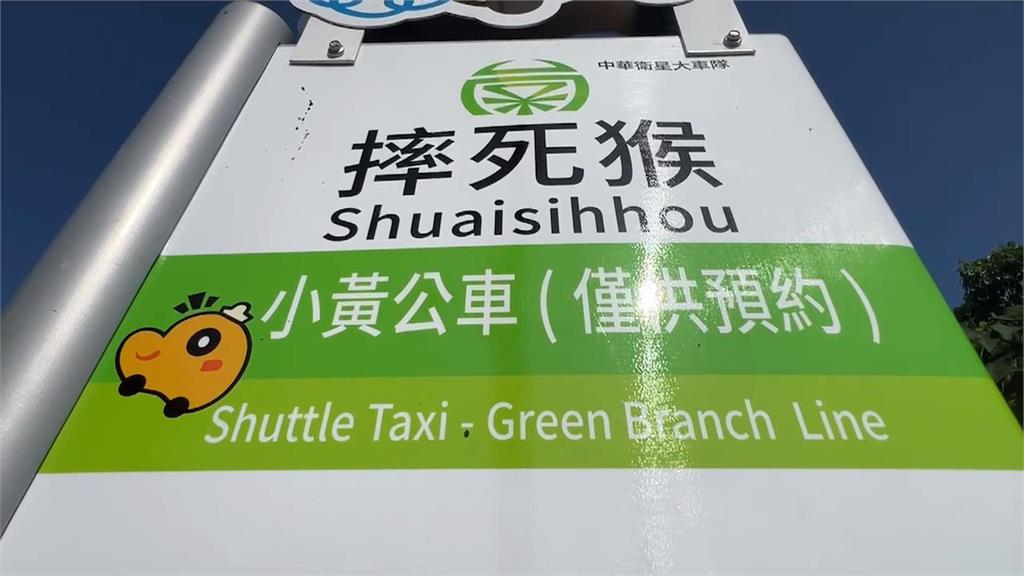 中華衛星大車隊
摔死猴
Shuaisihhou
小黃公車(僅供預約)
Shuttle Taxi - Green Branch Line